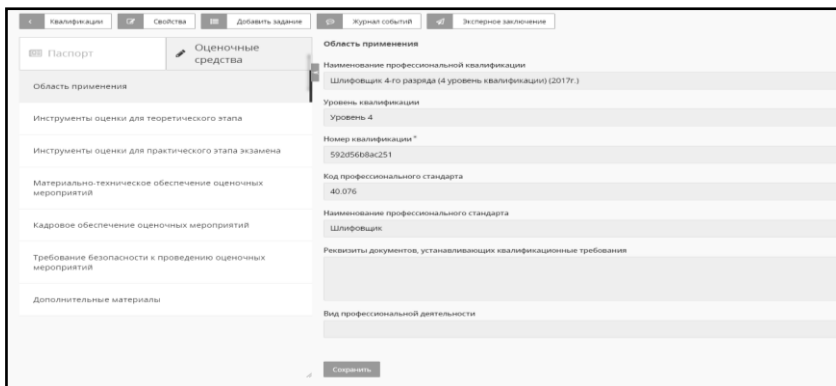 Квалификации
Свойства
Добавить задание
Журнал событий
Эксперное заключение
Паспорт
Оценочные
средства
Область применения
Инструменты оценки для теоретического этапа
Инструменты оценки для практического этапа экзамена
Материально-техническое обеспечение оценочных
мероприятий
Кадровое обеспечение оценочных мероприятий
Требование безопасности к проведению оценочных
мероприятий
Дополнительные материалы
Область применения
Наименование профессиональной квалификации
Шлифовщик 4-го разряда (4 уровень квалификации) (2017г.)
Уровень квалификации
Уровень 4
Номер квалификации *
592d56b8ac251
Код профессионального стандарта
40.076
Наименование профессионального стандарта
Шлифовщик
Реквизиты документов, устанавливающих квалификационные требования
Вид профессиональной деятельности
Сохранить